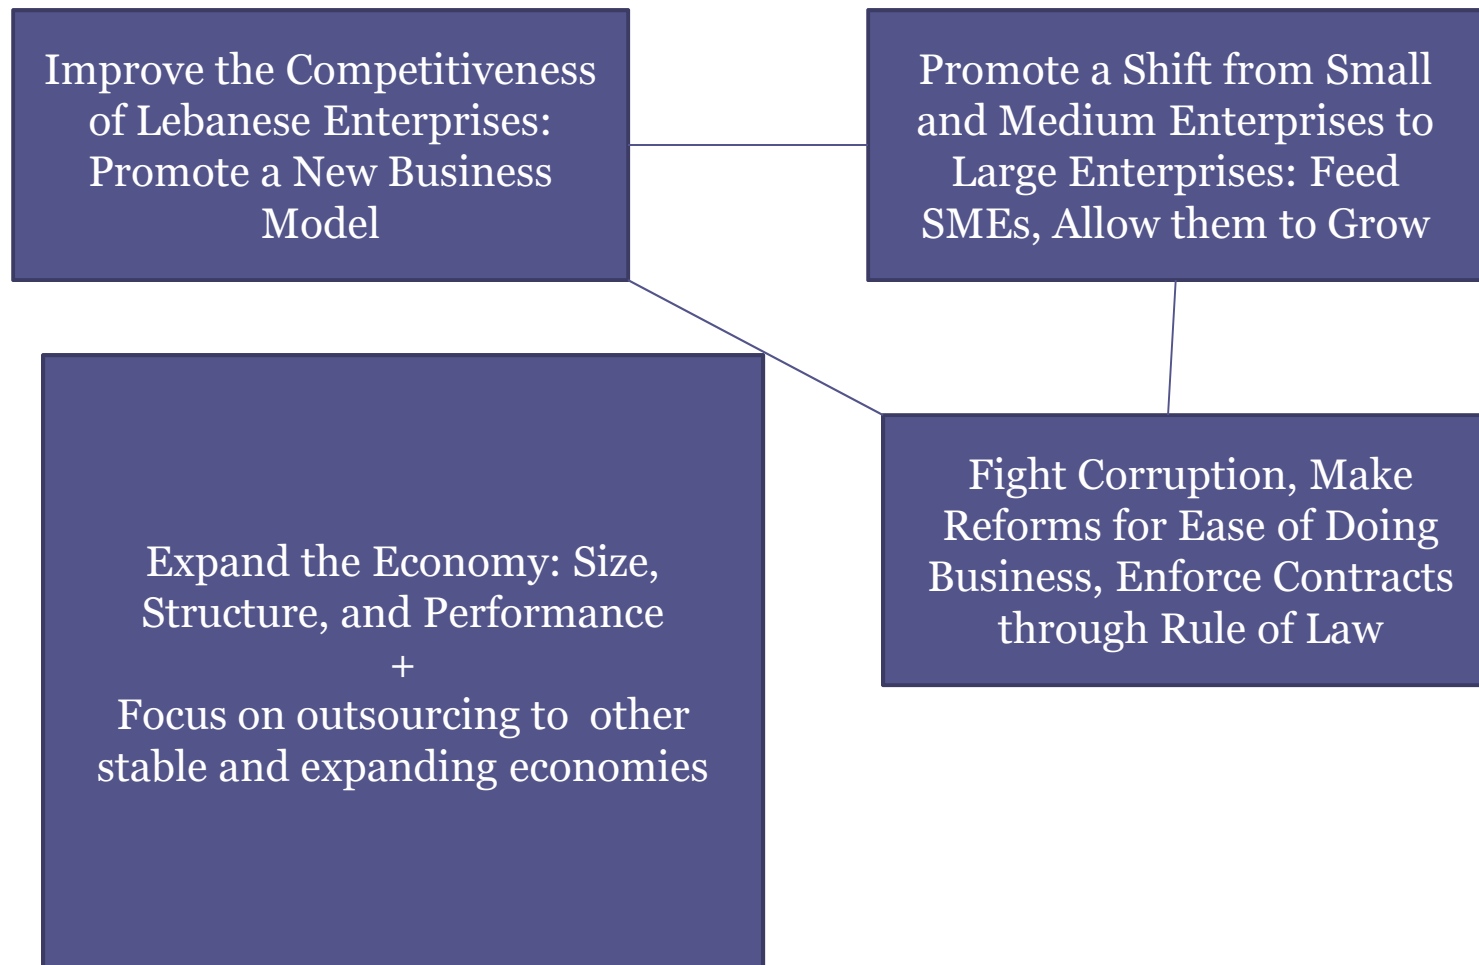 Improve the Competitiveness
of Lebanese Enterprises:
Promote a New Business
Model
Promote a Shift from Small
and Medium Enterprises to
Large Enterprises: Feed
SMEs, Allow them to Grow
Expand the Economy: Size,
Structure, and Performance
+
Focus on outsourcing to  other
stable and expanding economies
Fight Corruption, Make
Reforms for Ease of Doing
Business, Enforce Contracts
through Rule of Law